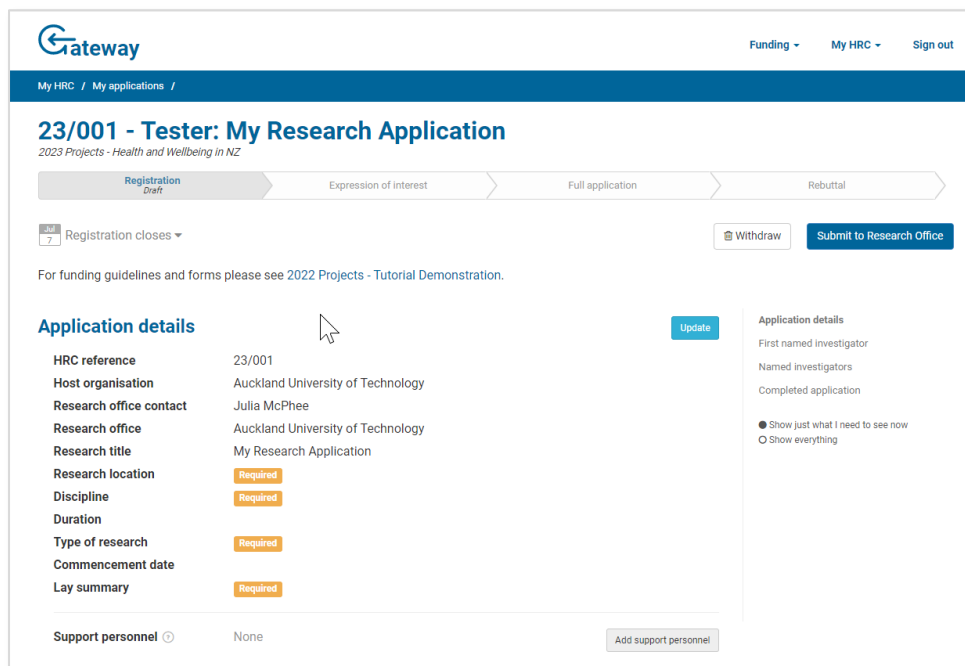 Gateway
Funding My HRC Sign out
My HRC / My applications /
23/001 - Tester: My Research Application
2023 Projects - Health and Wellbeing in NZ
Registration
Draft
Expression of interest
Full application
Rebuttal
Jul
7
Registration closes
Withdraw
Submit to Research Office
For funding guidelines and forms please see 2022 Projects - Tutorial Demonstration.
Application details
Update
HRC reference 23/001
Host organisation Auckland University of Technology
Research office contact Julia McPhee
Research office Auckland University of Technology
Research title My Research Application
Research location Required
Discipline Required
Duration
Type of research Required
Commencement date
Lay summary Required
Support personnel ? None
Add support personnel
Application details
First named investigator
Named investigators
Completed application
Show just what I need to see now
Show everything